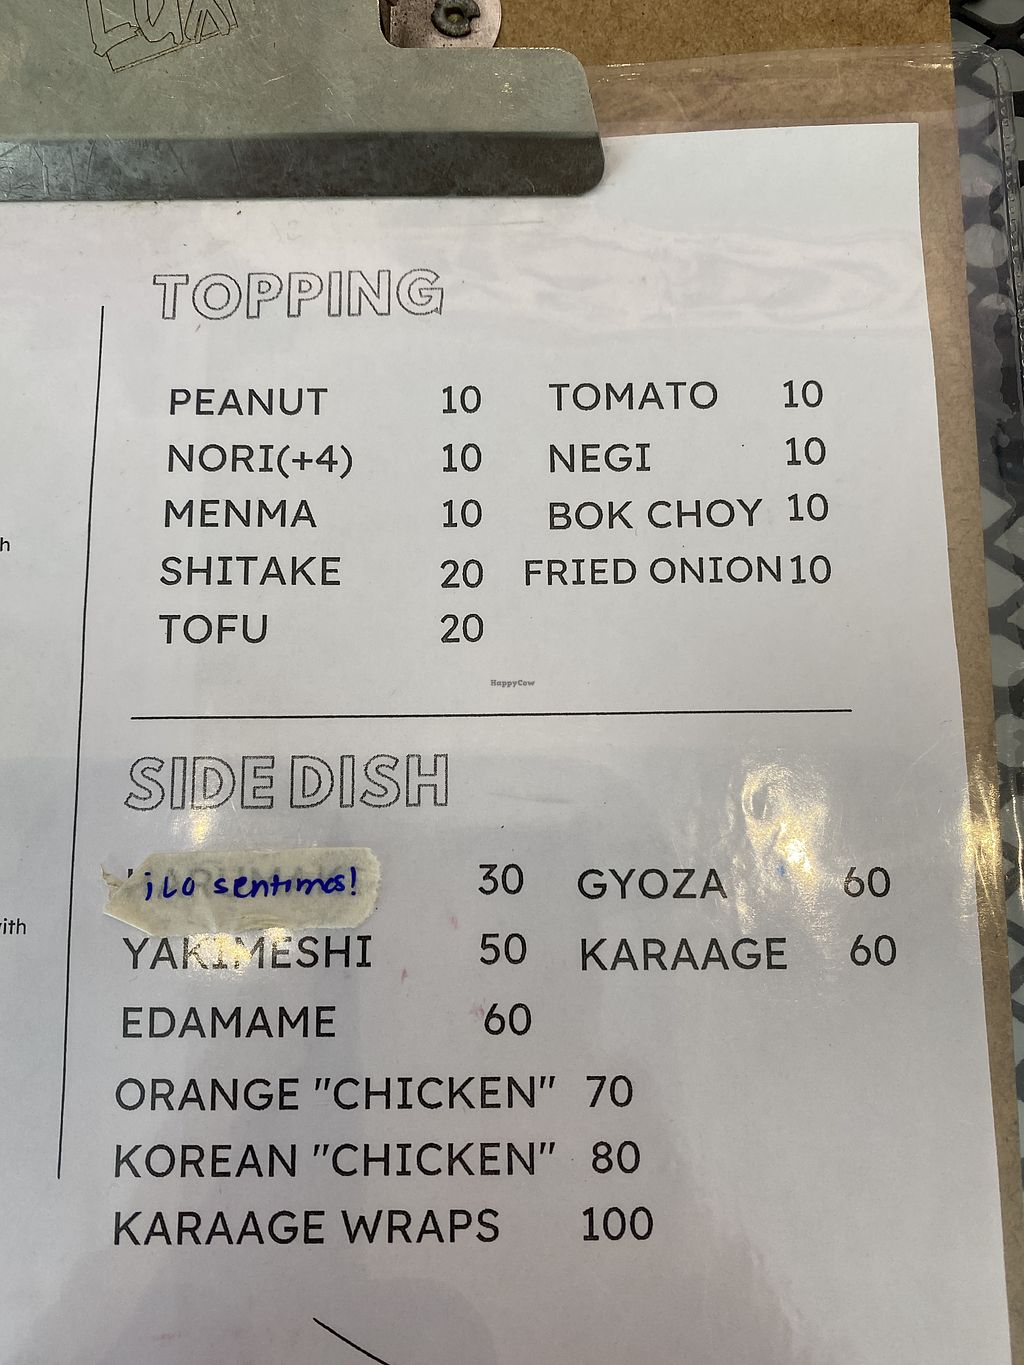 TOPPING
PEANUT 10 TOMATO 10
NORI(+4) 10 NEGI 10
MENMA 10 BOK CHOY 10
SHITAKE 20 FRIED ONION 10
TOFU 20
HappyCow
SIDE DISH
¡Lo sentimos! 30 GYOZA 60
YAKIMESHI 50 KARAAGE 60
EDAMAME 60
ORANGE "CHICKEN" 70
KOREAN "CHICKEN" 80
KARAAGE WRAPS 100